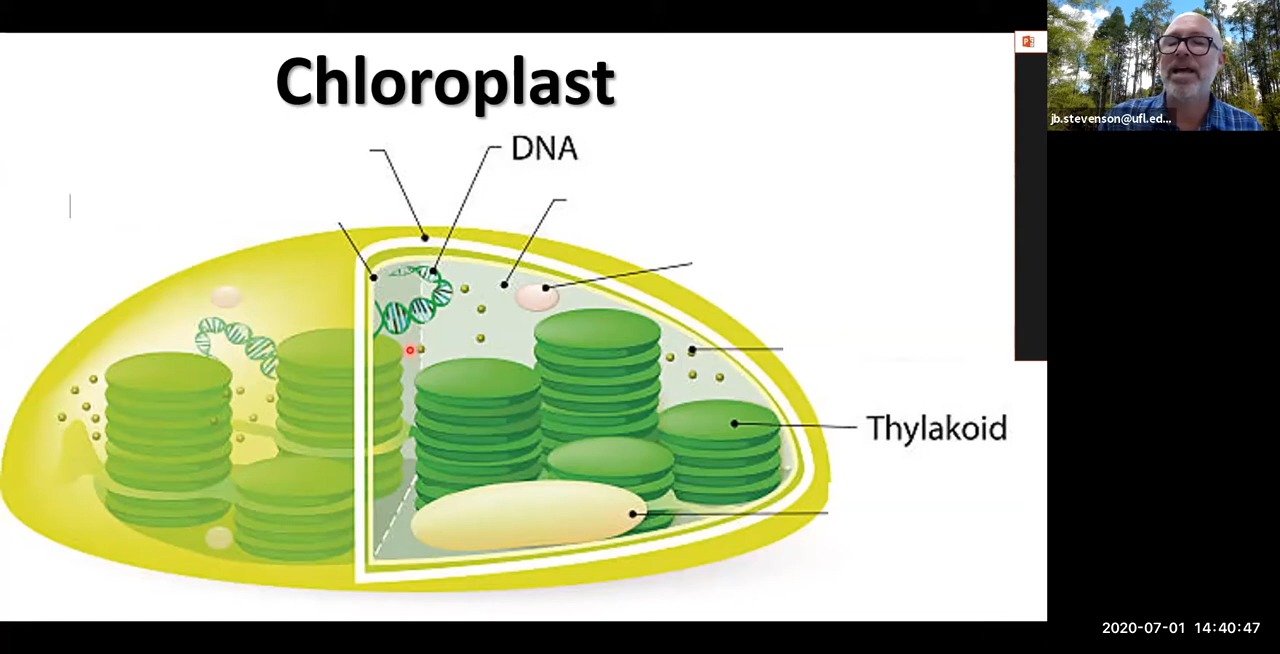 Chloroplast
DNA
Thylakoid
jb.stevenson@ufl.ed...
2020-07-01 14:40:47